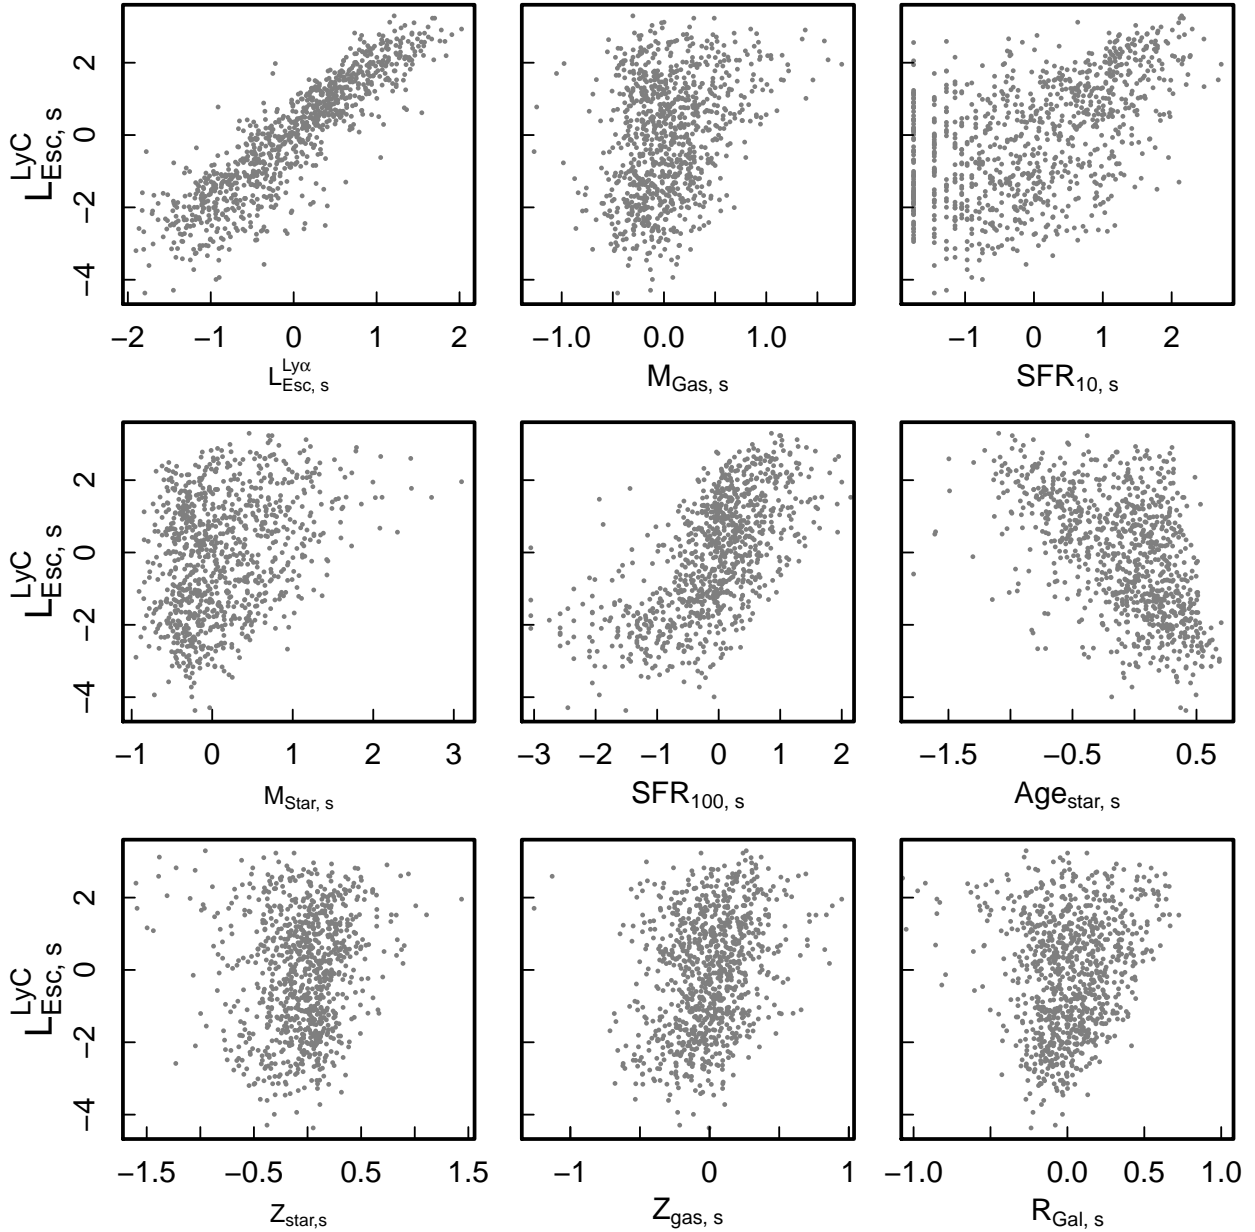 L_{Esc, s}^{LyC}
2
0
−2
−4
−2 −1 0 1 2
L_{Esc, s}^{Lyα}
−1.0 0.0 1.0
M_{Gas, s}
−1 0 1 2
SFR_{10, s}
L_{Esc, s}^{LyC}
2
0
−2
−4
−1 0 1 2 3
M_{Star, s}
−3 −2 −1 0 1 2
SFR_{100, s}
−1.5 −0.5 0.5
Age_{star, s}
L_{Esc, s}^{LyC}
2
0
−2
−4
−1.5 −0.5 0.5 1.5
Z_{star,s}
−1 0 1
Z_{gas, s}
−1.0 0.0 1.0
R_{Gal, s}